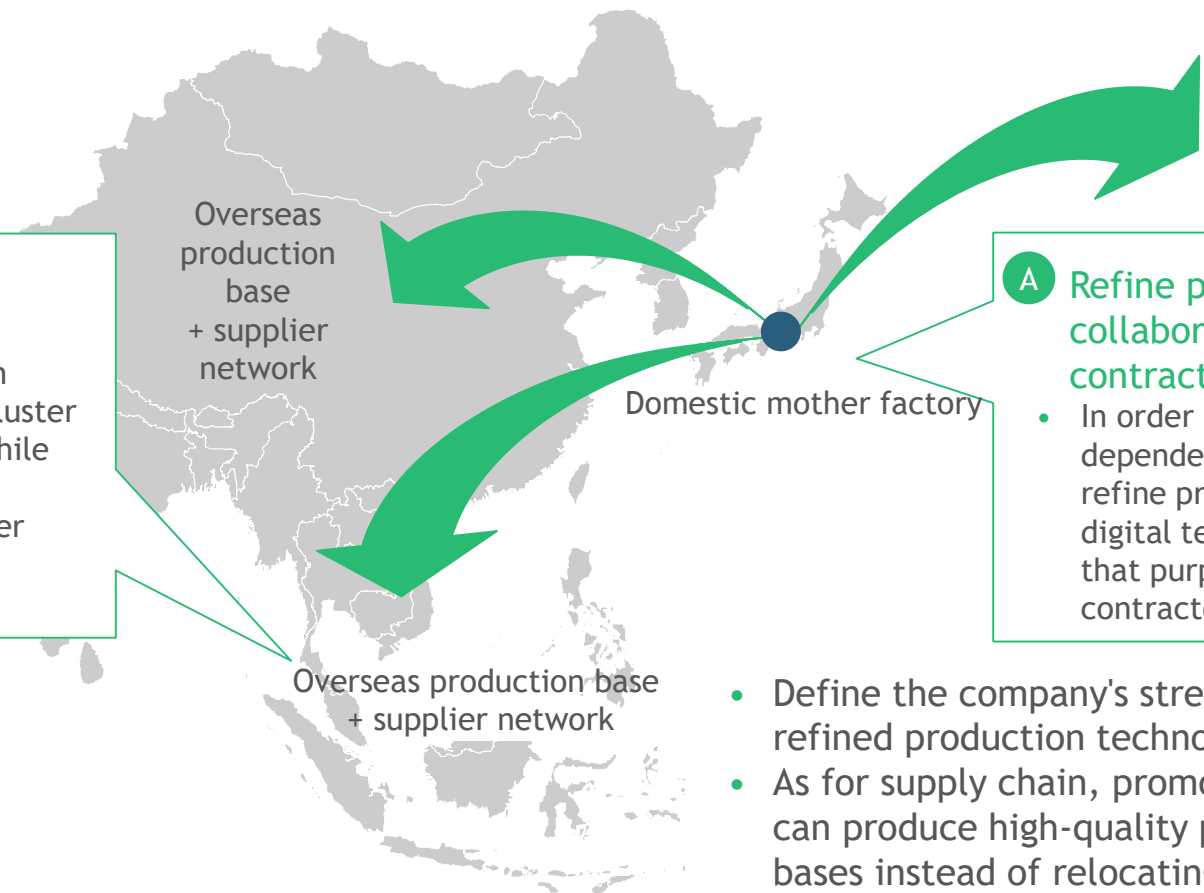 Overseas
production
base
+ supplier
network
Domestic mother factory
Overseas production base
+ supplier network
luster
hile
er
A
Refine p
collabor
contract
• In order
depende
refine pr
digital te
that purp
contracto
• Define the company's stre
refined production techno
• As for supply chain, promo
can produce high-quality p
bases instead of relocatin